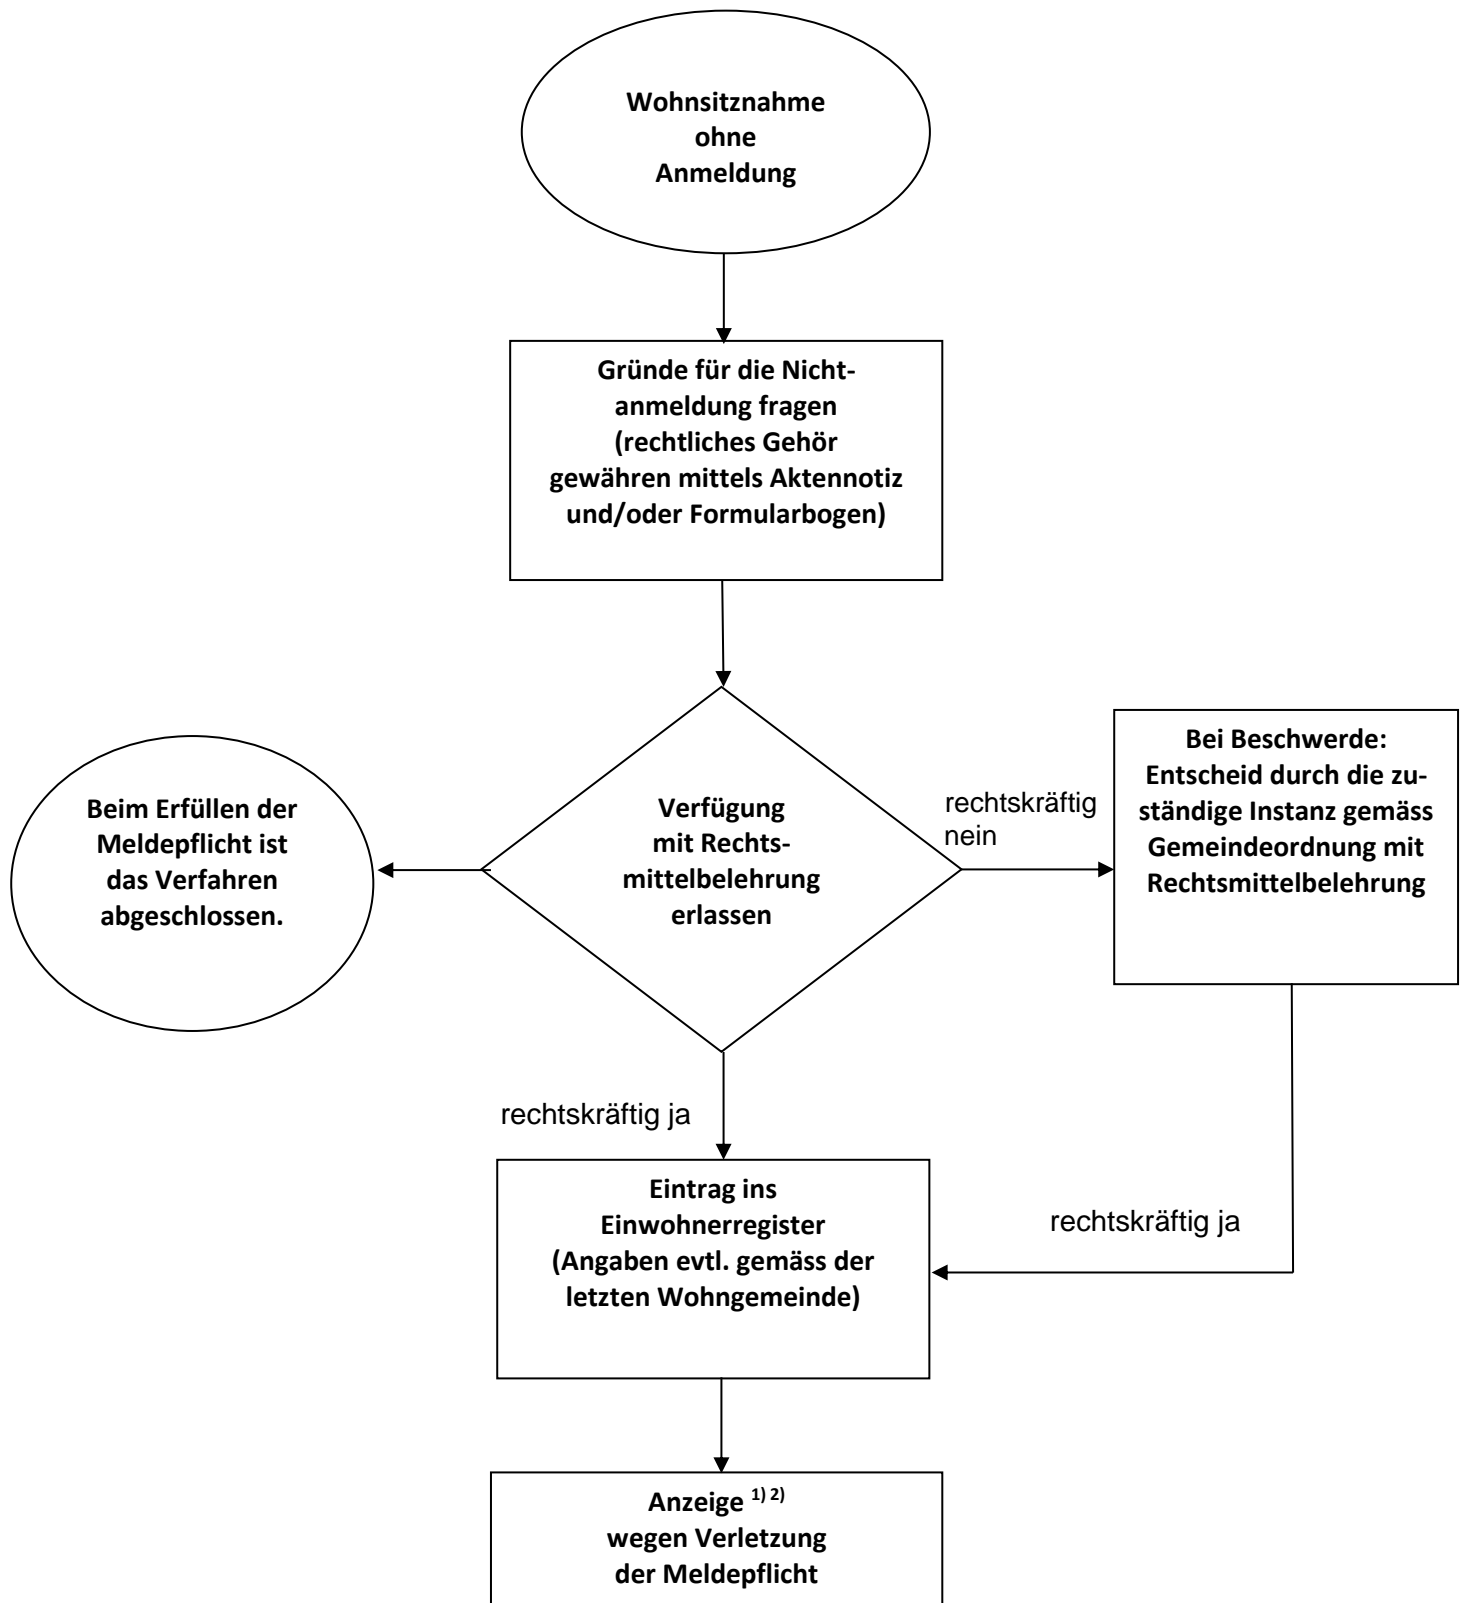 Wohnsitznahme
ohne
Anmeldung
Gründe für die Nicht-
anmeldung fragen
(rechtliches Gehör
gewähren mittels Aktennotiz
und/oder Formularbogen)
Beim Erfüllen der
Meldepflicht ist
das Verfahren
abgeschlossen.
Verfügung
mit Rechts-
mittelbelehrung
erlassen
rechtskräftig
nein
Bei Beschwerde:
Entscheid durch die zu-
ständige Instanz gemäss
Gemeindeordnung mit
Rechtsmittelbelehrung
rechtskräftig ja
Eintrag ins
Einwohnerregister
(Angaben evtl. gemäss der
letzten Wohngemeinde)
rechtskräftig ja
Anzeige 1) 2)
wegen Verletzung
der Meldepflicht